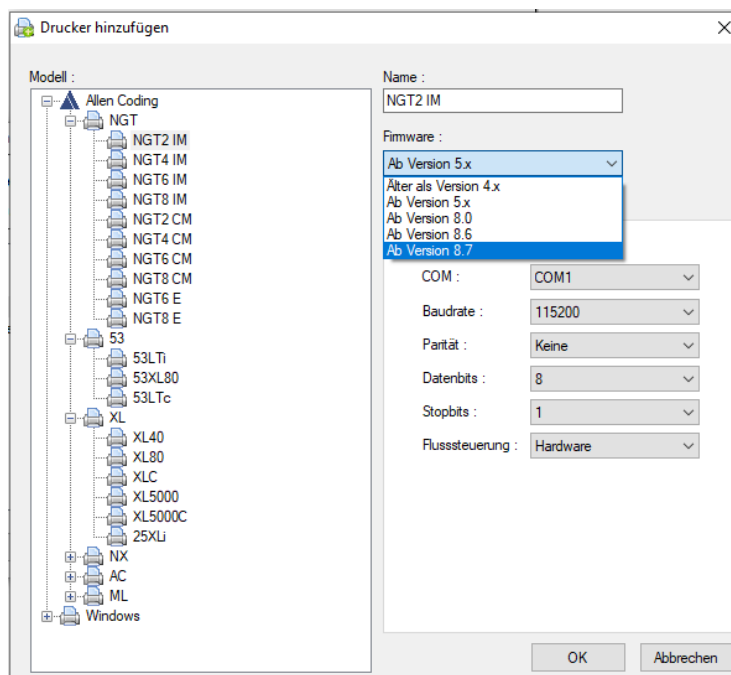 Drucker hinzufügen
Modell :
Allen Coding
NGT
NGT2 IM
NGT4 IM
NGT6 IM
NGT8 IM
NGT2 CM
NGT4 CM
NGT6 CM
NGT8 CM
NGT6 E
NGT8 E
53
53LTi
53XL80
53LTc
XL
XL40
XL80
XLC
XL5000
XL5000C
25XLi
NX
AC
ML
Windows
Name :
NGT2 IM
Firmware :
Ab Version 5.x
Älter als Version 4.x
Ab Version 5.x
Ab Version 8.0
Ab Version 8.6
Ab Version 8.7
COM : COM1
Baudrate : 115200
Parität : Keine
Datenbits : 8
Stopbits : 1
Flusssteuerung : Hardware
OK Abbrechen